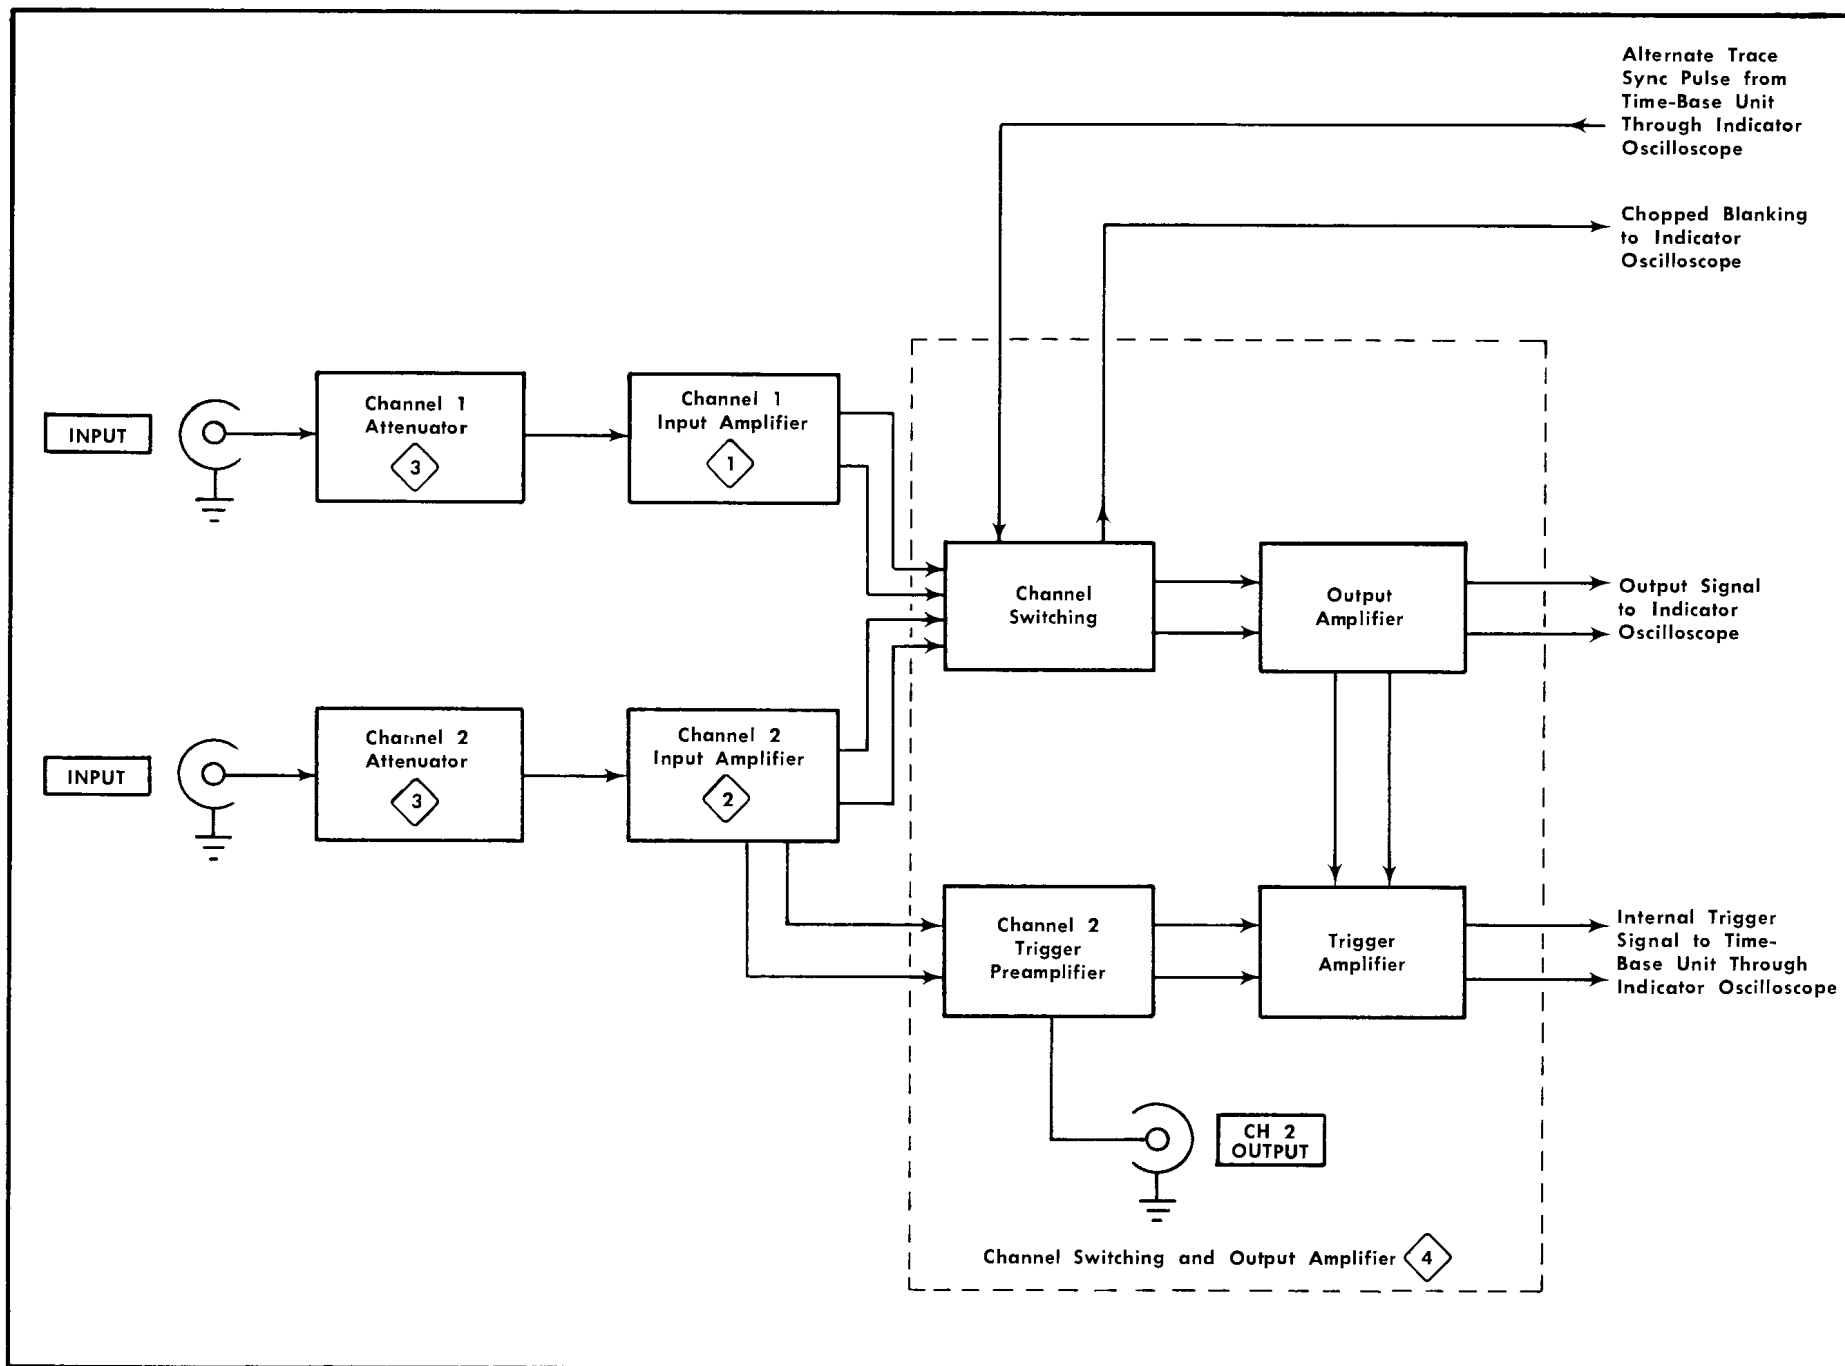 Alternate Trace
Sync Pulse from
Time-Base Unit
Through Indicator
Oscilloscope
Chopped Blanking
to Indicator
Oscilloscope
INPUT
Channel 1
Attenuator
3
Channel 1
Input Amplifier
1
Channel
Switching
Output
Amplifier
Output Signal
to Indicator
Oscilloscope
INPUT
Channel 2
Attenuator
3
Channel 2
Input Amplifier
2
Channel 2
Trigger
Preamplifier
Trigger
Amplifier
Internal Trigger
Signal to Time-
Base Unit Through
Indicator Oscilloscope
CH 2
OUTPUT
Channel Switching and Output Amplifier 4